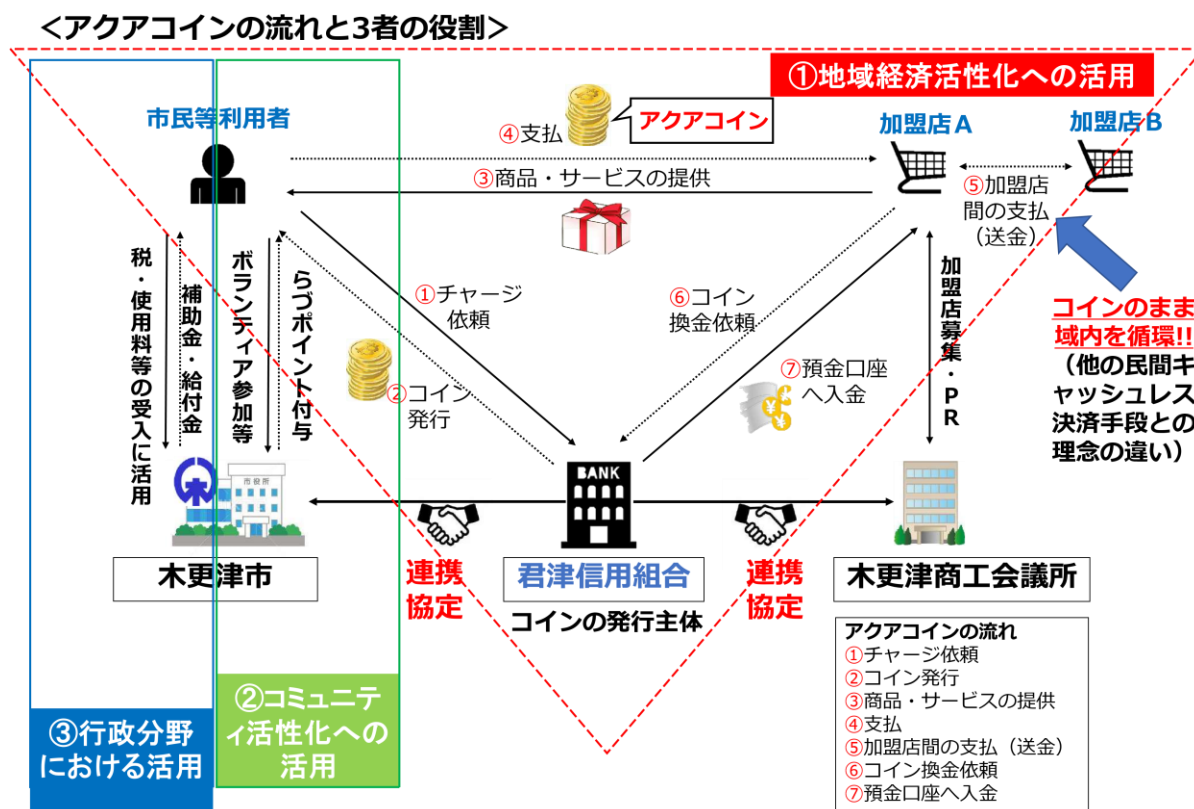 ＜アクアコインの流れと3者の役割＞
①地域経済活性化への活用
市民等利用者
④支払
アクアコイン
加盟店A
加盟店B
③商品・サービスの提供
⑤加盟店
間の支払
（送金）
税・使用料等の受入に活用
補助金・給付金
ボランティア参加等
らづポイント付与
①チャージ
依頼
②コイン
発行
⑥コイン
換金依頼
⑦預金口座
へ入金
加盟店募集・PR
コインのまま
域内を循環!!
（他の民間キ
ャッシュレス
決済手段との
理念の違い）
市役所
BANK
木更津市
連携
協定
君津信用組合
コインの発行主体
連携
協定
木更津商工会議所
アクアコインの流れ
①チャージ依頼
②コイン発行
③商品・サービスの提供
④支払
⑤加盟店間の支払（送金）
⑥コイン換金依頼
⑦預金口座へ入金
②コミュニテ
ィ活性化への
活用
③行政分野
における活用